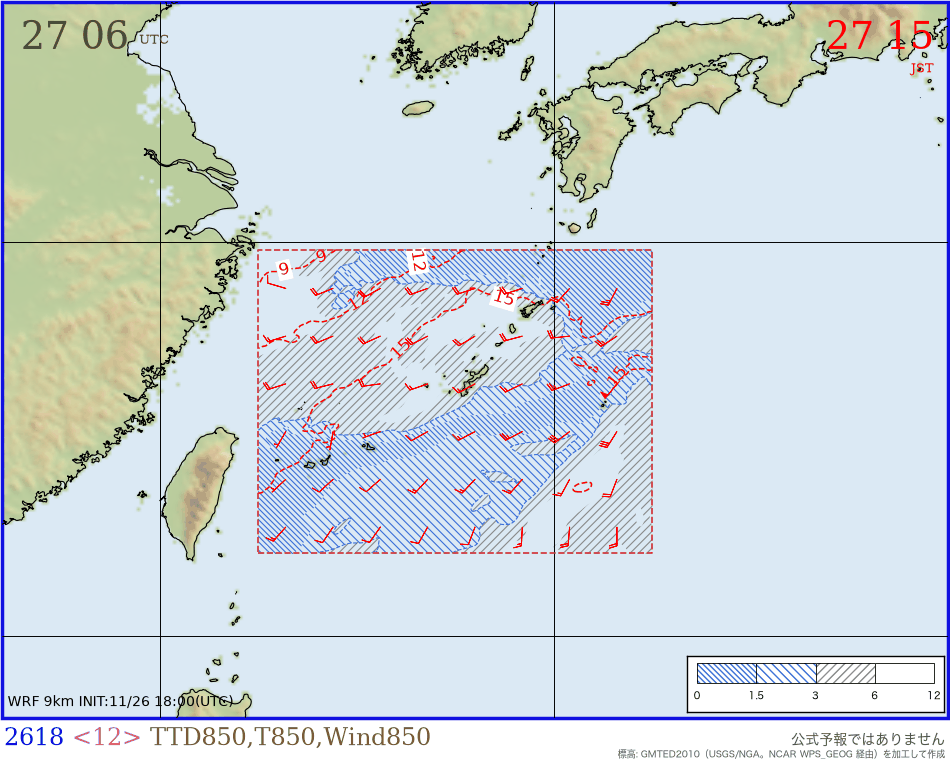 27 06 UTC
27 15
JST
9
9
12
12
15
15
15
0 1.5 3 6 12
WRF 9km INIT:11/26 18:00(UTC)
2618 <12> TTD850,T850,Wind850
公式予報ではありません
標高: GMTED2010（USGS/NGA。NCAR WPS_GEOG 経由）を加工して作成